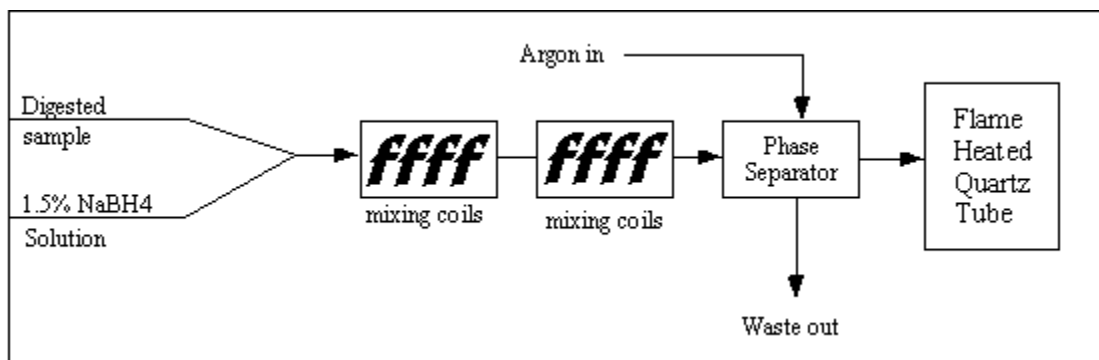 Argon in
Digested
sample
1.5% NaBH4
Solution
ffff
mixing coils
ffff
mixing coils
Phase
Separator
Flame
Heated
Quartz
Tube
Waste out